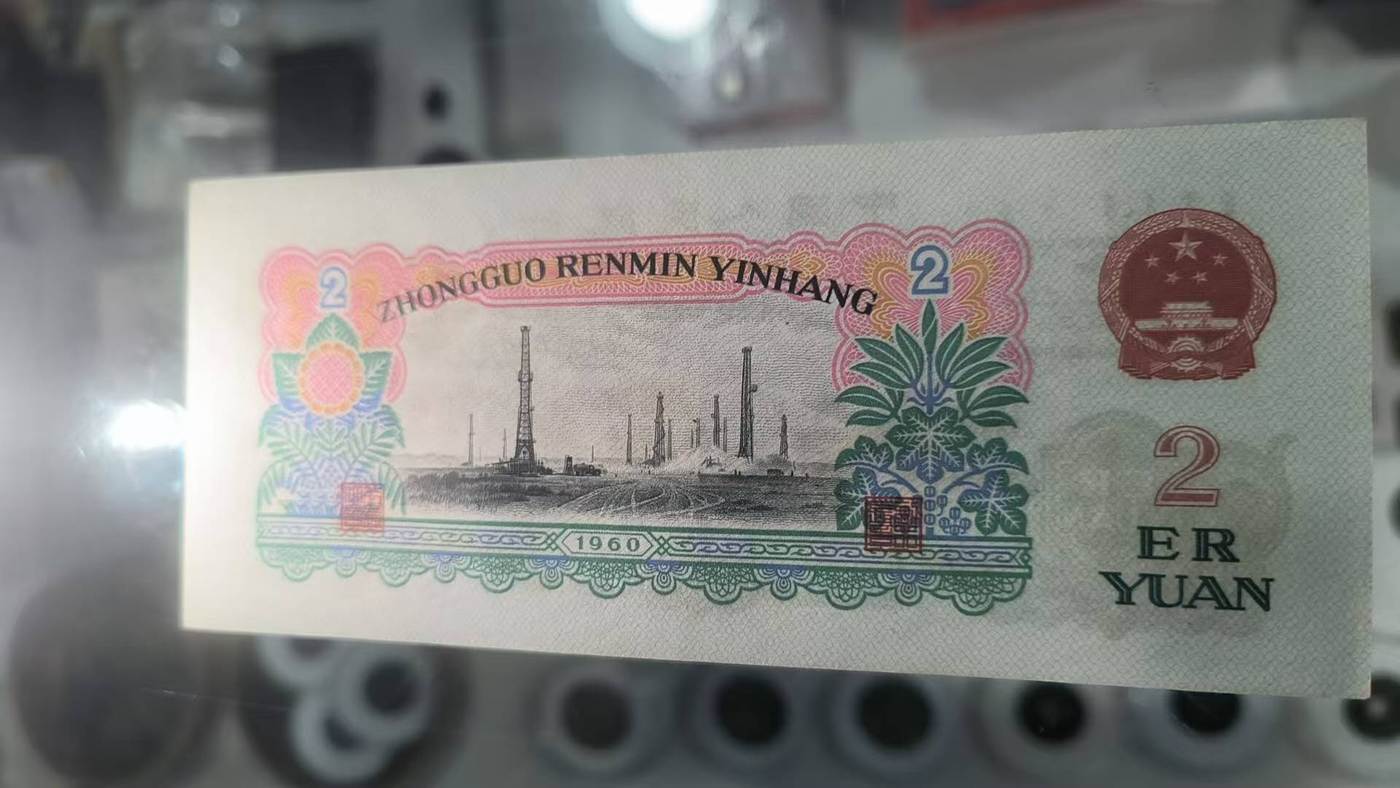 2
2
ZHONGGUO RENMIN YINHANG
1960
2
ER
YUAN